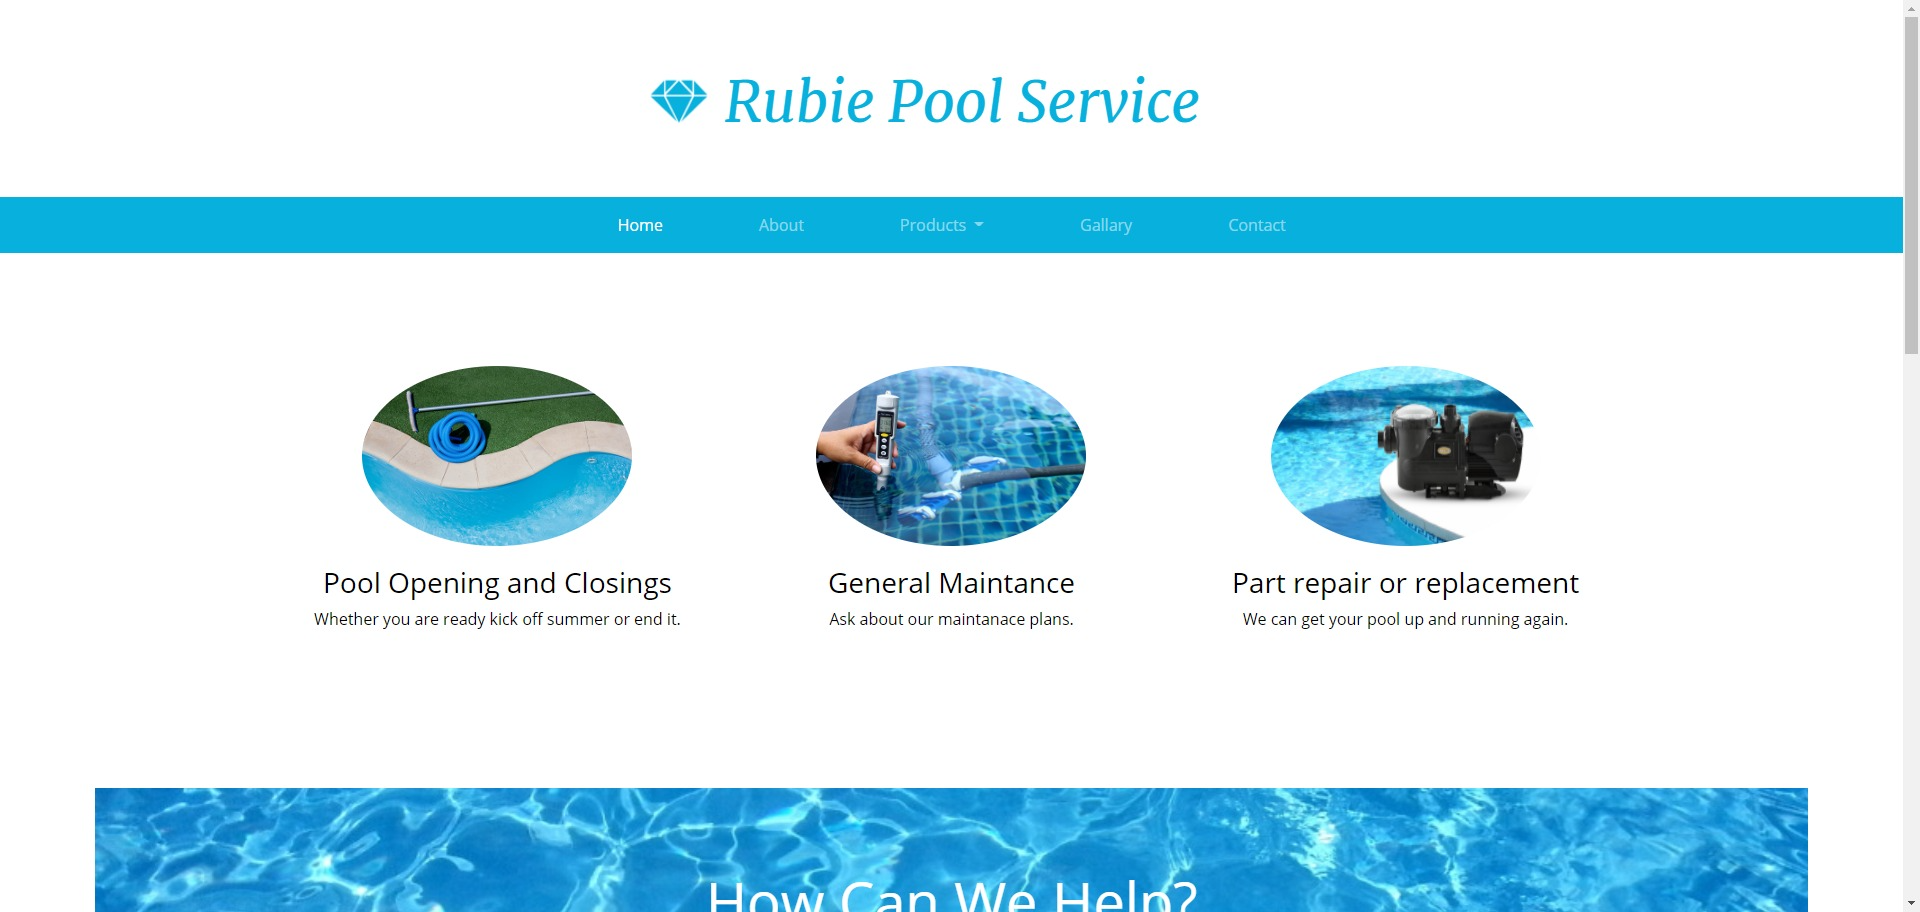 Rubie Pool Service
Home About Products Gallary Contact
Pool Opening and Closings
Whether you are ready kick off summer or end it.
General Maintance
Ask about our maintanace plans.
Part repair or replacement
We can get your pool up and running again.
How Can We Help?